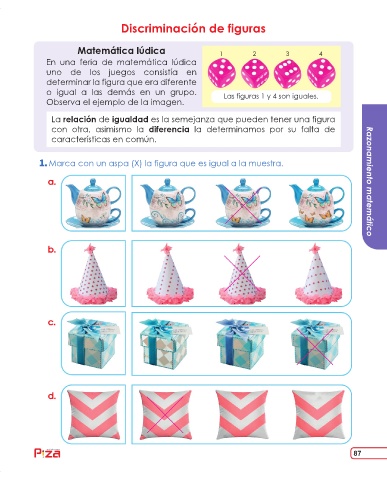 Discriminación de figuras
Matemática lúdica
En una feria de matemática lúdica
uno de los juegos consistía en
determinar la figura que era diferente
o igual a las demás en un grupo.
Observa el ejemplo de la imagen.
1 2 3 4
Las figuras 1 y 4 son iguales.
La relación de igualdad es la semejanza que pueden tener una figura
con otra, asimismo la diferencia la determinamos por su falta de
características en común.
1. Marca con un aspa (X) la figura que es igual a la muestra.
a.
b.
c.
d.
Razonamiento matemático
Piza
87